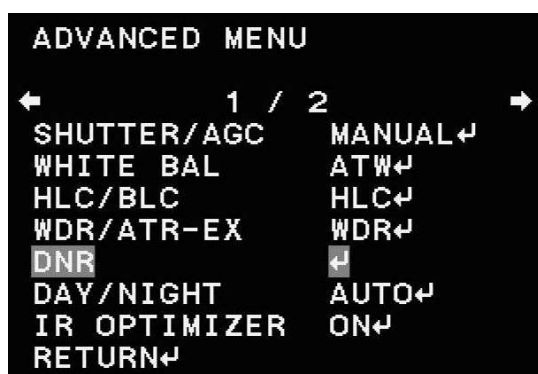 ADVANCED MENU
← 1 / 2 →
SHUTTER/AGC MANUAL↵
WHITE BAL ATW↵
HLC/BLC HLC↵
WDR/ATR-EX WDR↵
DNR ↵
DAY/NIGHT AUTO↵
IR OPTIMIZER ON↵
RETURN↵